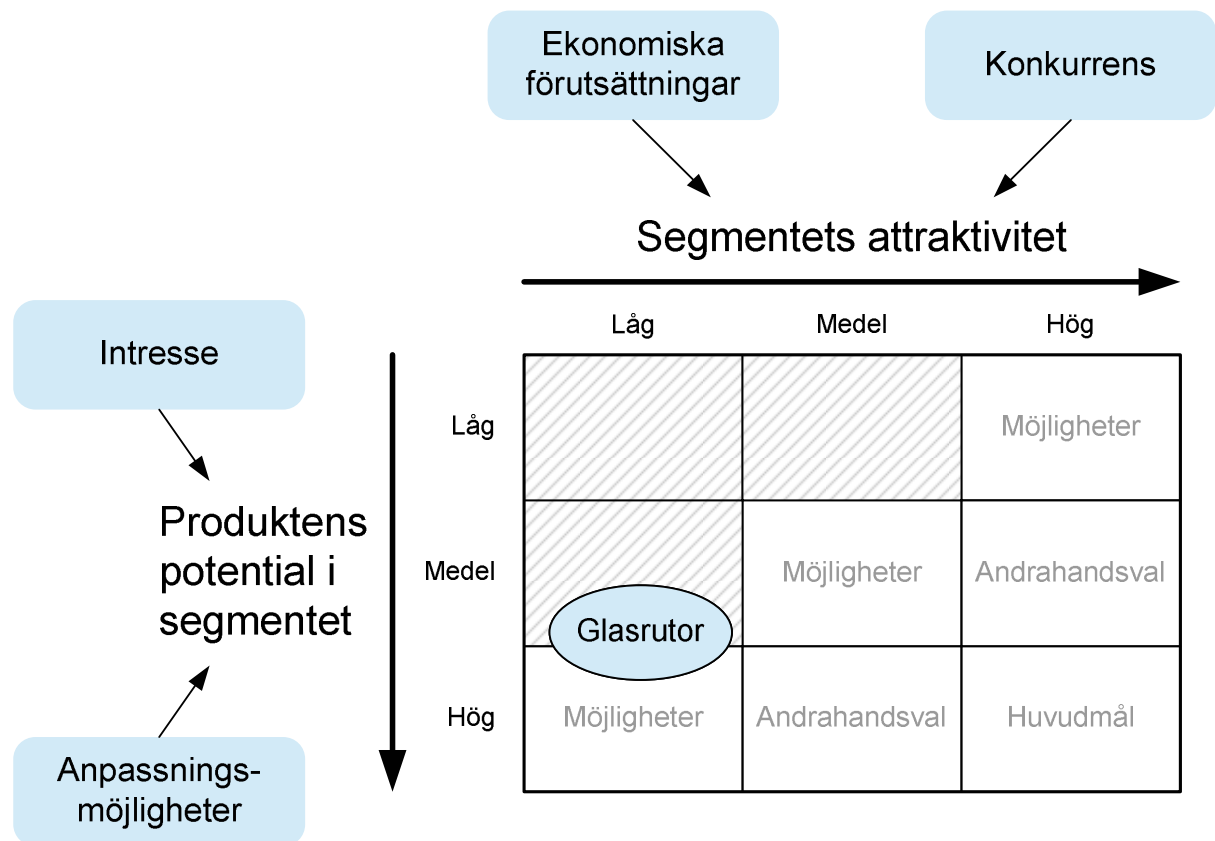 Ekonomiska
förutsättningar
Konkurrens
Segmentets attraktivitet
Låg Medel Hög
Intresse
Låg Möjligheter
Produktens
potential i
segmentet
Medel Möjligheter Andrahandsval
Glasrutor
Hög Möjligheter Andrahandsval Huvudmål
Anpassnings-
möjligheter